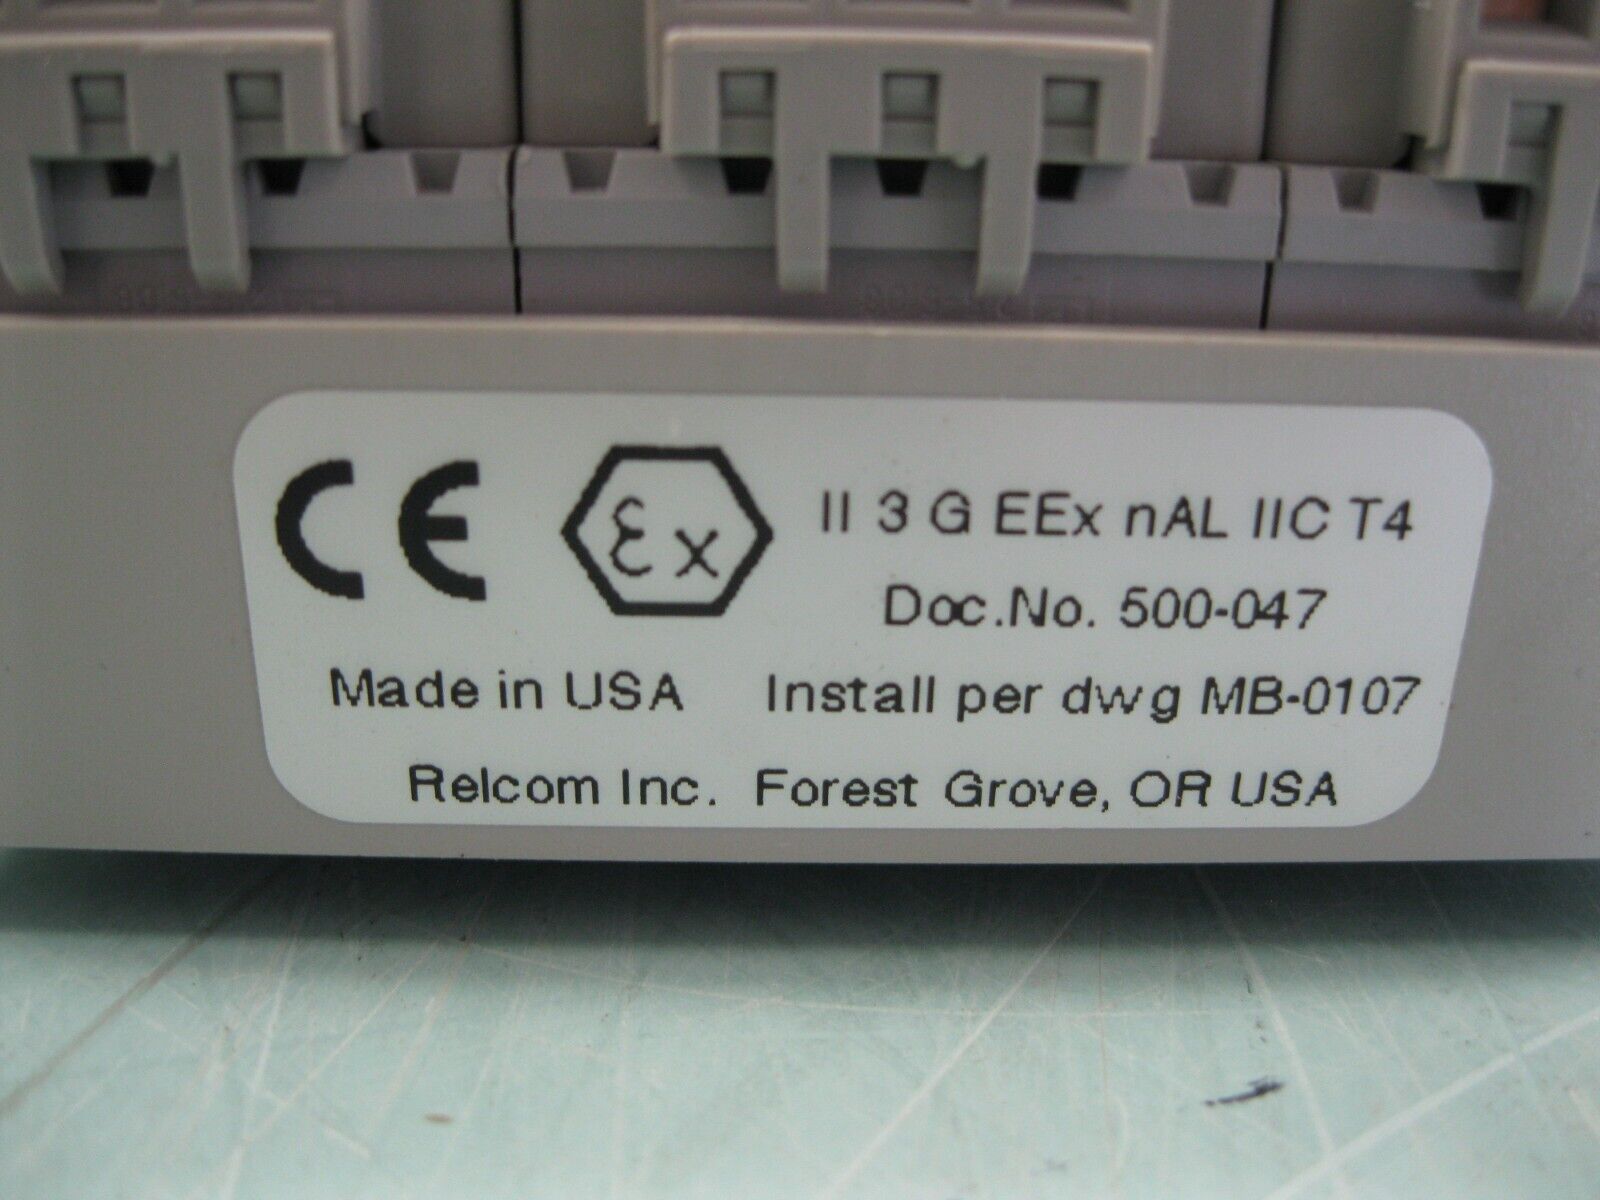 CE Ex II 3 G EEx nAL IIC T4
Doc.No. 500-047
Made in USA Install per dwg MB-0107
Relcom Inc. Forest Grove, OR USA